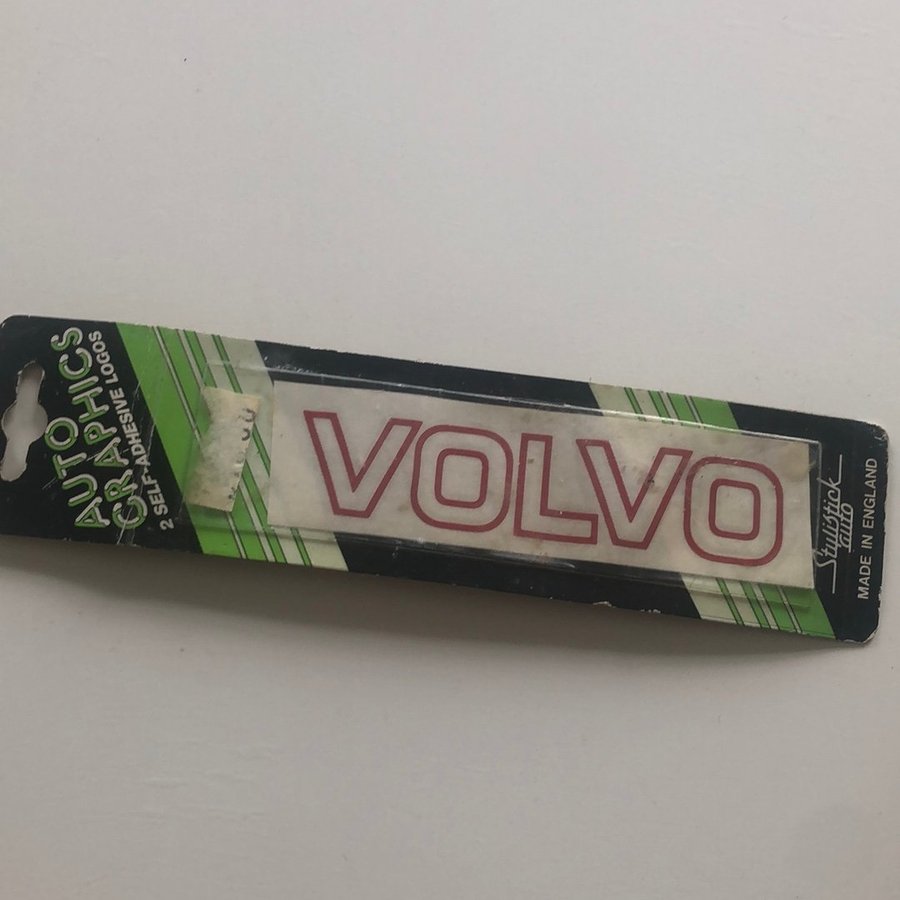 AUTO
GRAPHICS
2 SELF-ADHESIVE LOGOS
VOLVO
Stylistick
auto
MADE IN ENGLAND